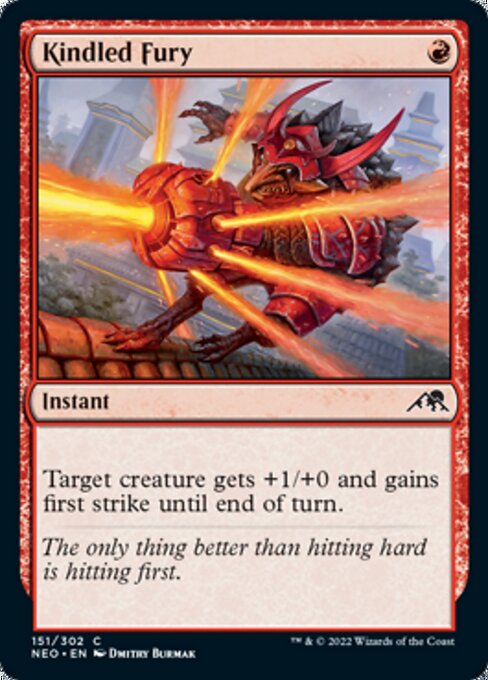 Kindled Fury
Instant
Target creature gets +1/+0 and gains
first strike until end of turn.
The only thing better than hitting hard
is hitting first.
151/302 C
NEO • EN Dmitry Burmak
™ & © 2022 Wizards of the Coast